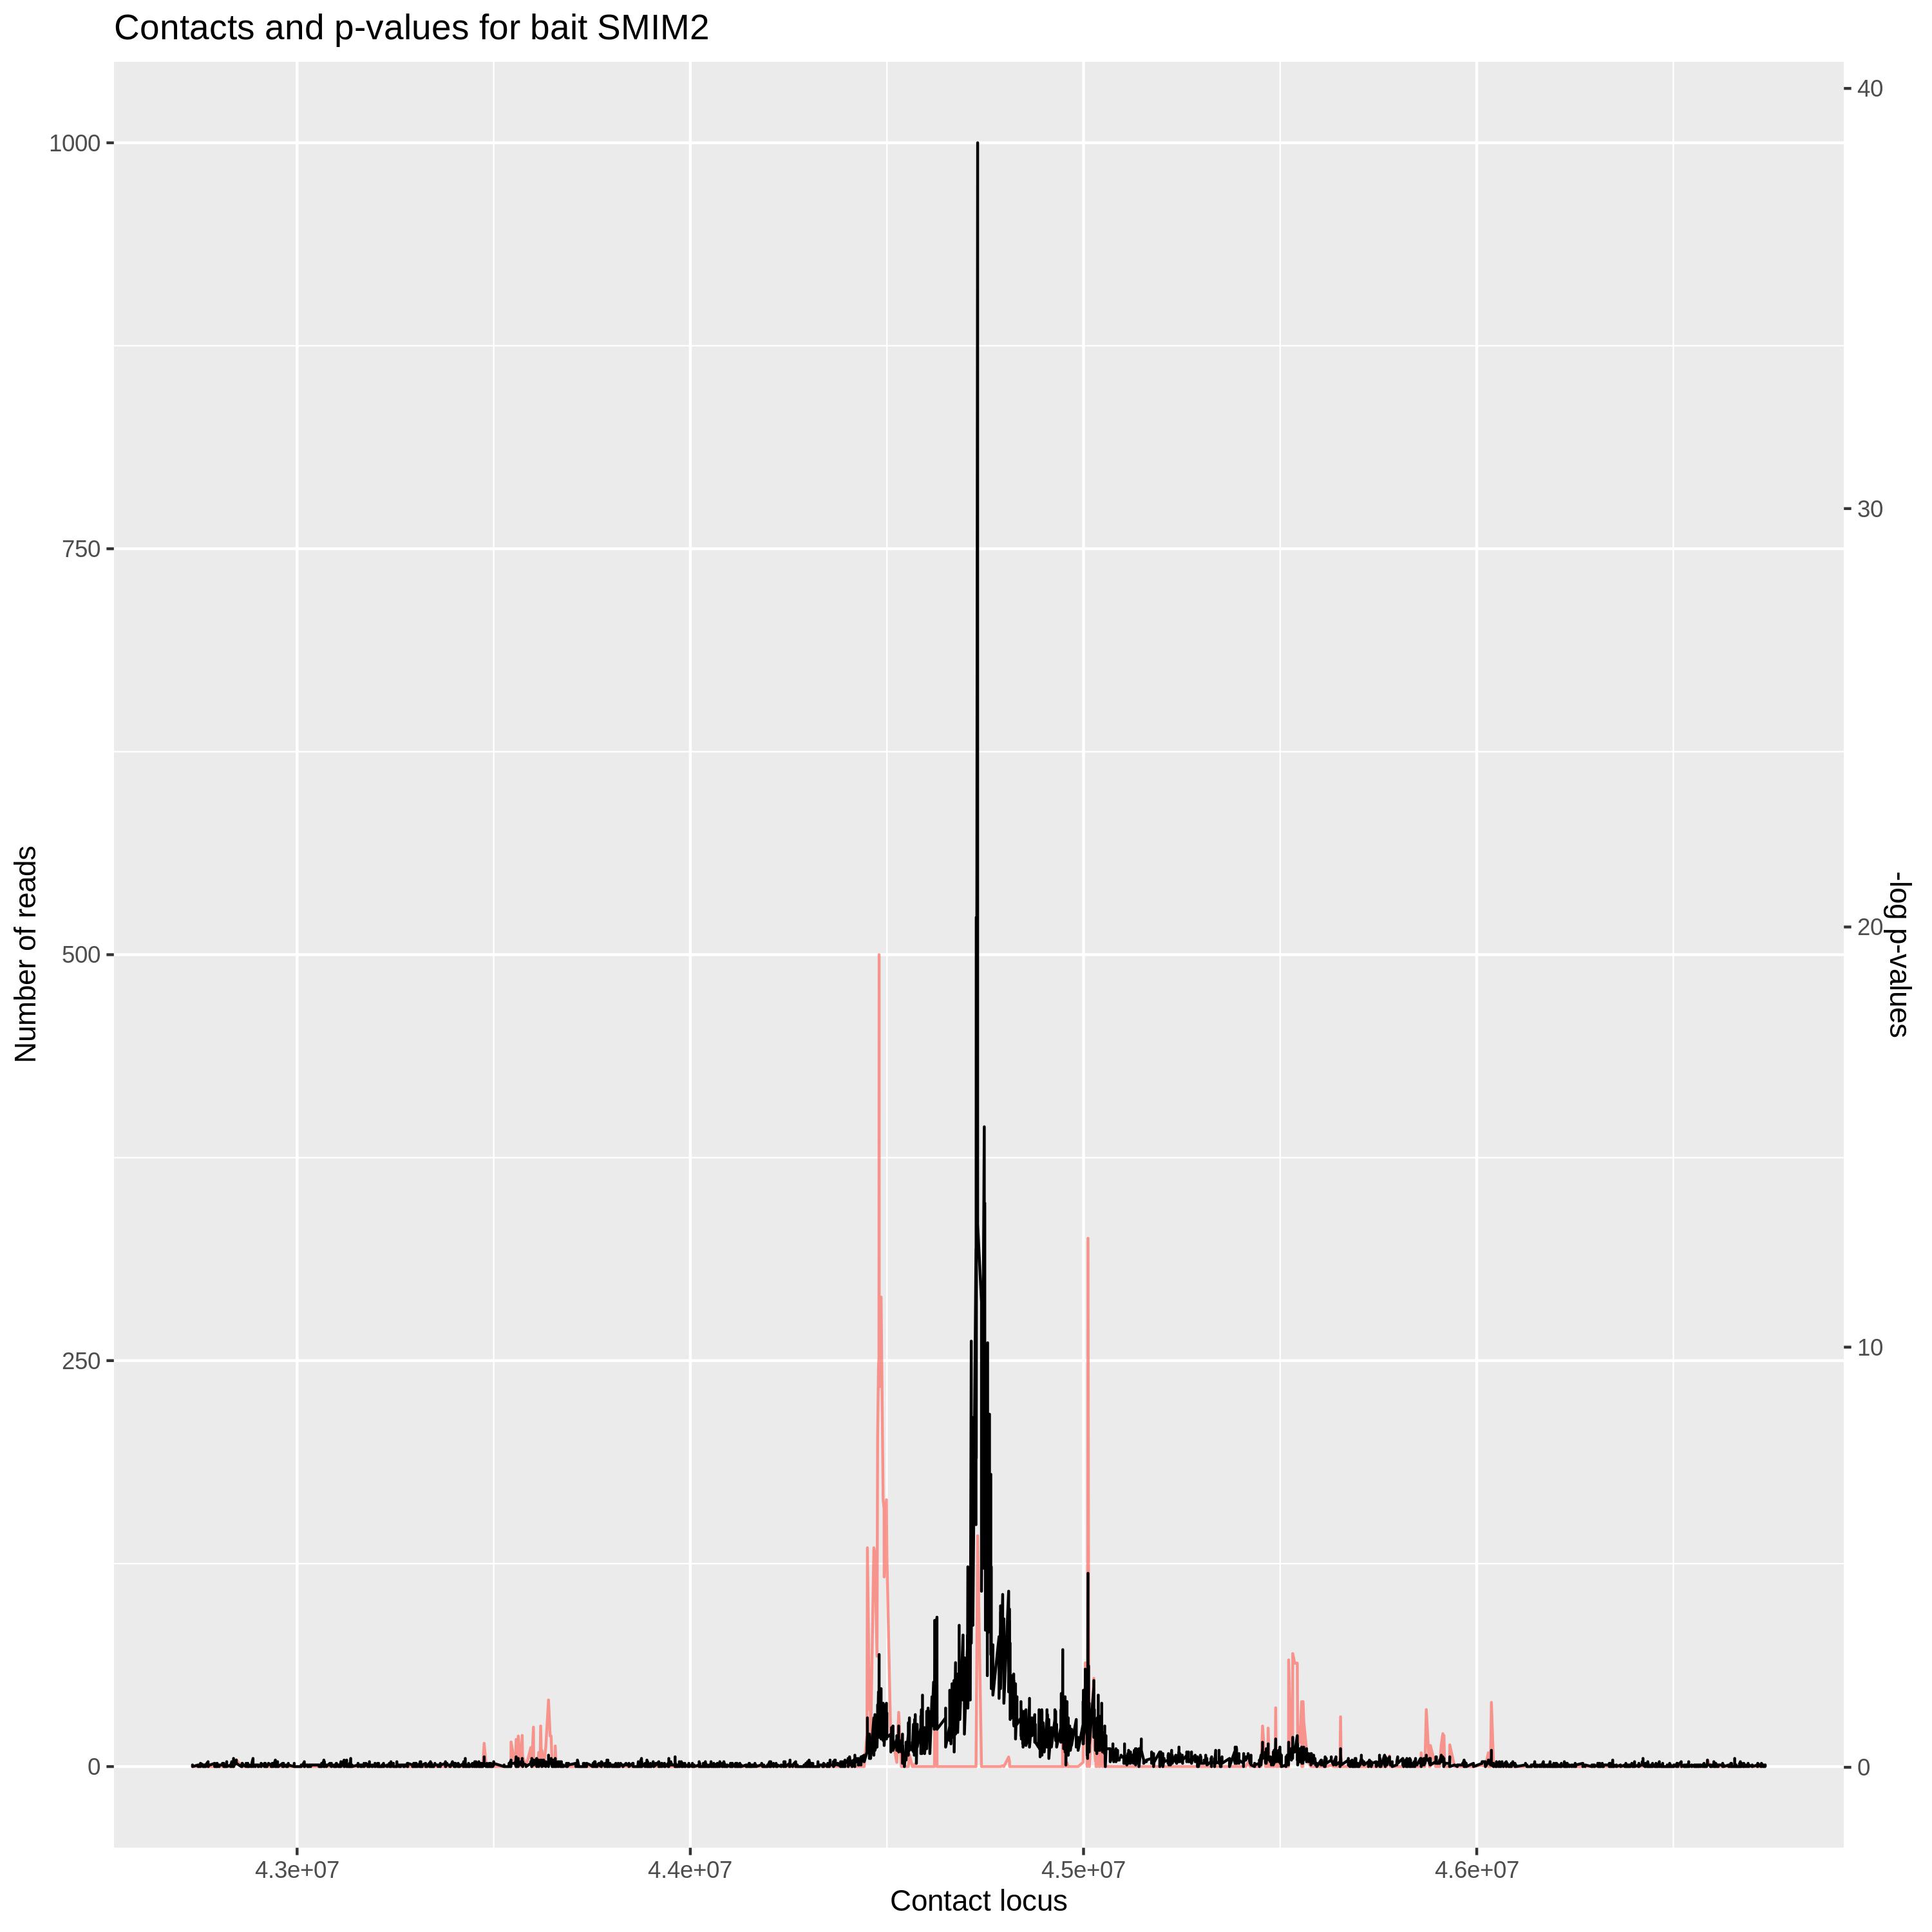 Contacts and p-values for bait SMIM2
Number of reads
1000
750
500
250
0
40
30
20
10
0
-log p-values
4.3e+07
4.4e+07
4.5e+07
4.6e+07
Contact locus